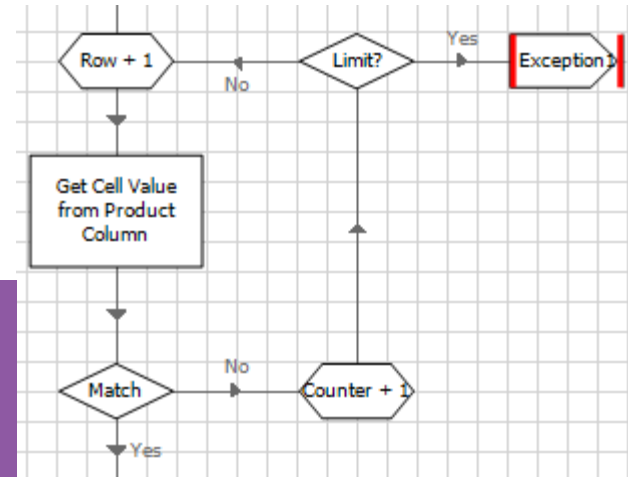 Row + 1
No
Limit?
Yes
Exception1
Get Cell Value
from Product
Column
Match
No
Counter + 1
Yes